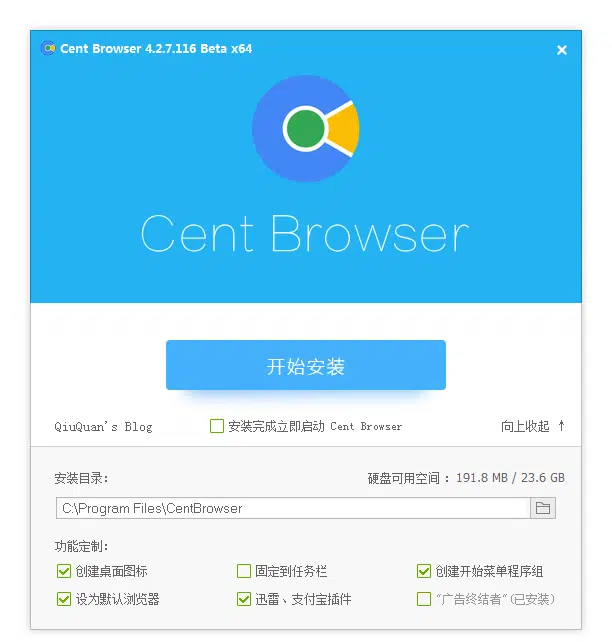 Cent Browser 4.2.7.116 Beta x64
Cent Browser
开始安装
QiuQuan's Blog 安装完成立即启动 Cent Browser 向上收起 ↑
安装目录: 硬盘可用空间： 191.8 MB / 23.6 GB
C:\Program Files\CentBrowser
功能定制:
创建桌面图标 固定到任务栏 创建开始菜单程序组
设为默认浏览器 迅雷、支付宝插件 "广告终结者"(已安装)